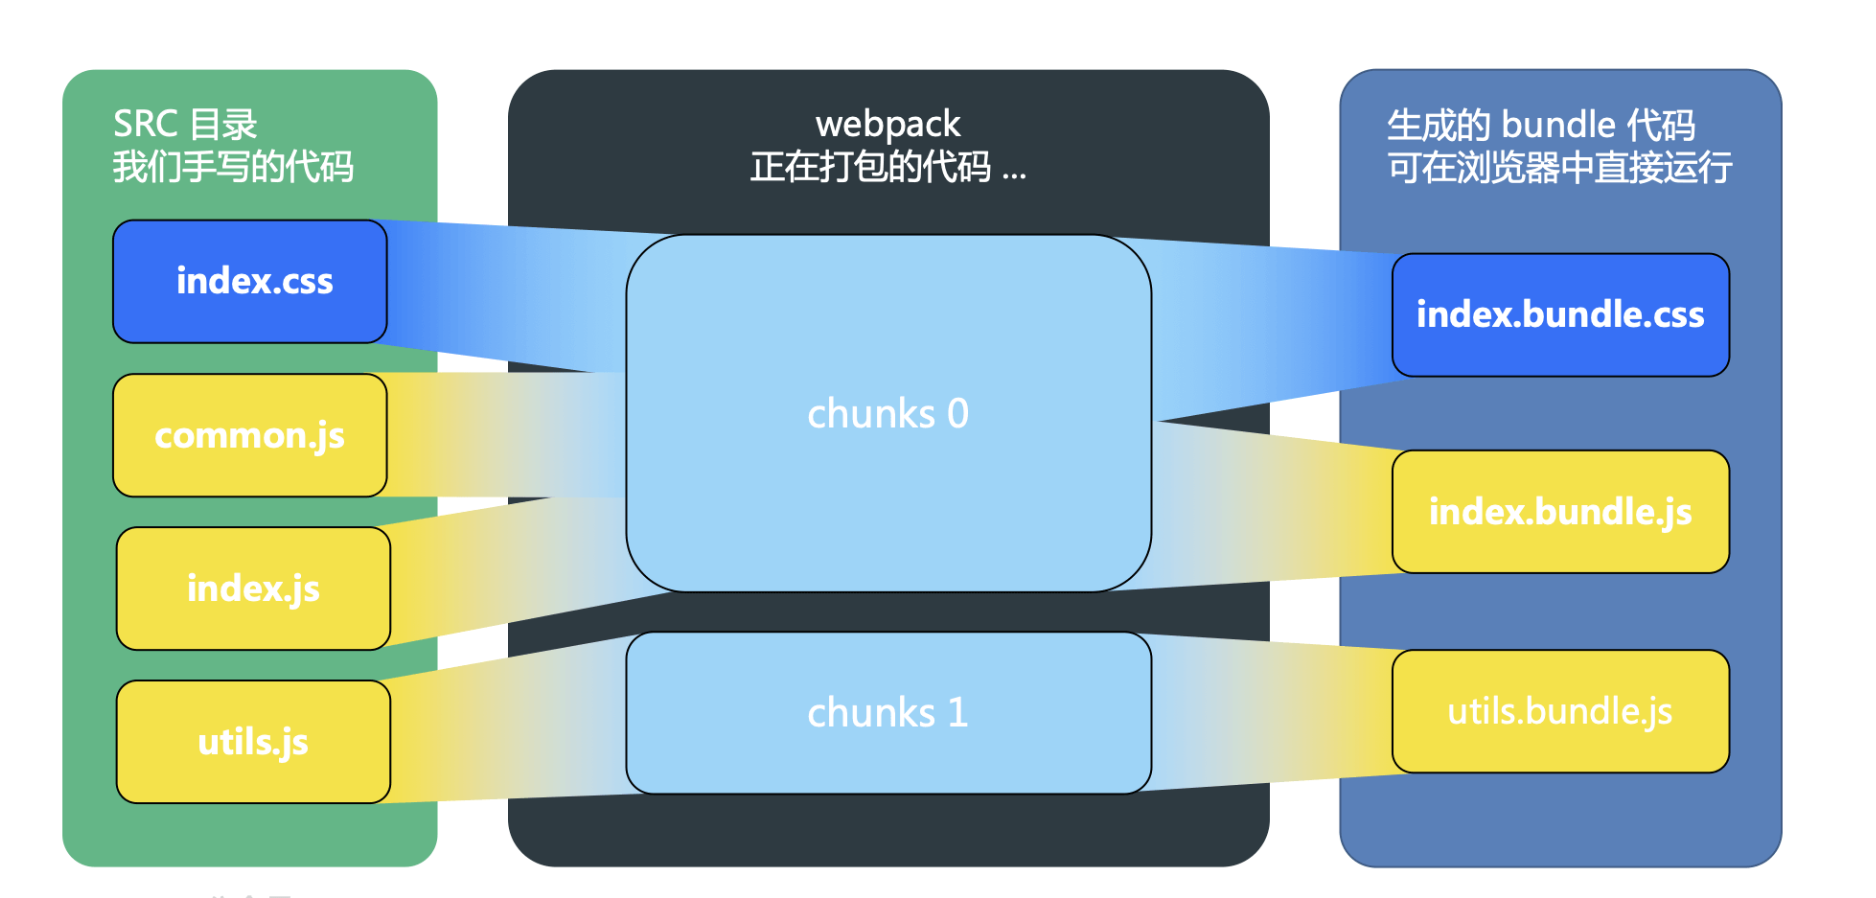 SRC 目录
我们手写的代码
index.css
common.js
index.js
utils.js
webpack
正在打包的代码 ...
chunks 0
chunks 1
生成的 bundle 代码
可在浏览器中直接运行
index.bundle.css
index.bundle.js
utils.bundle.js